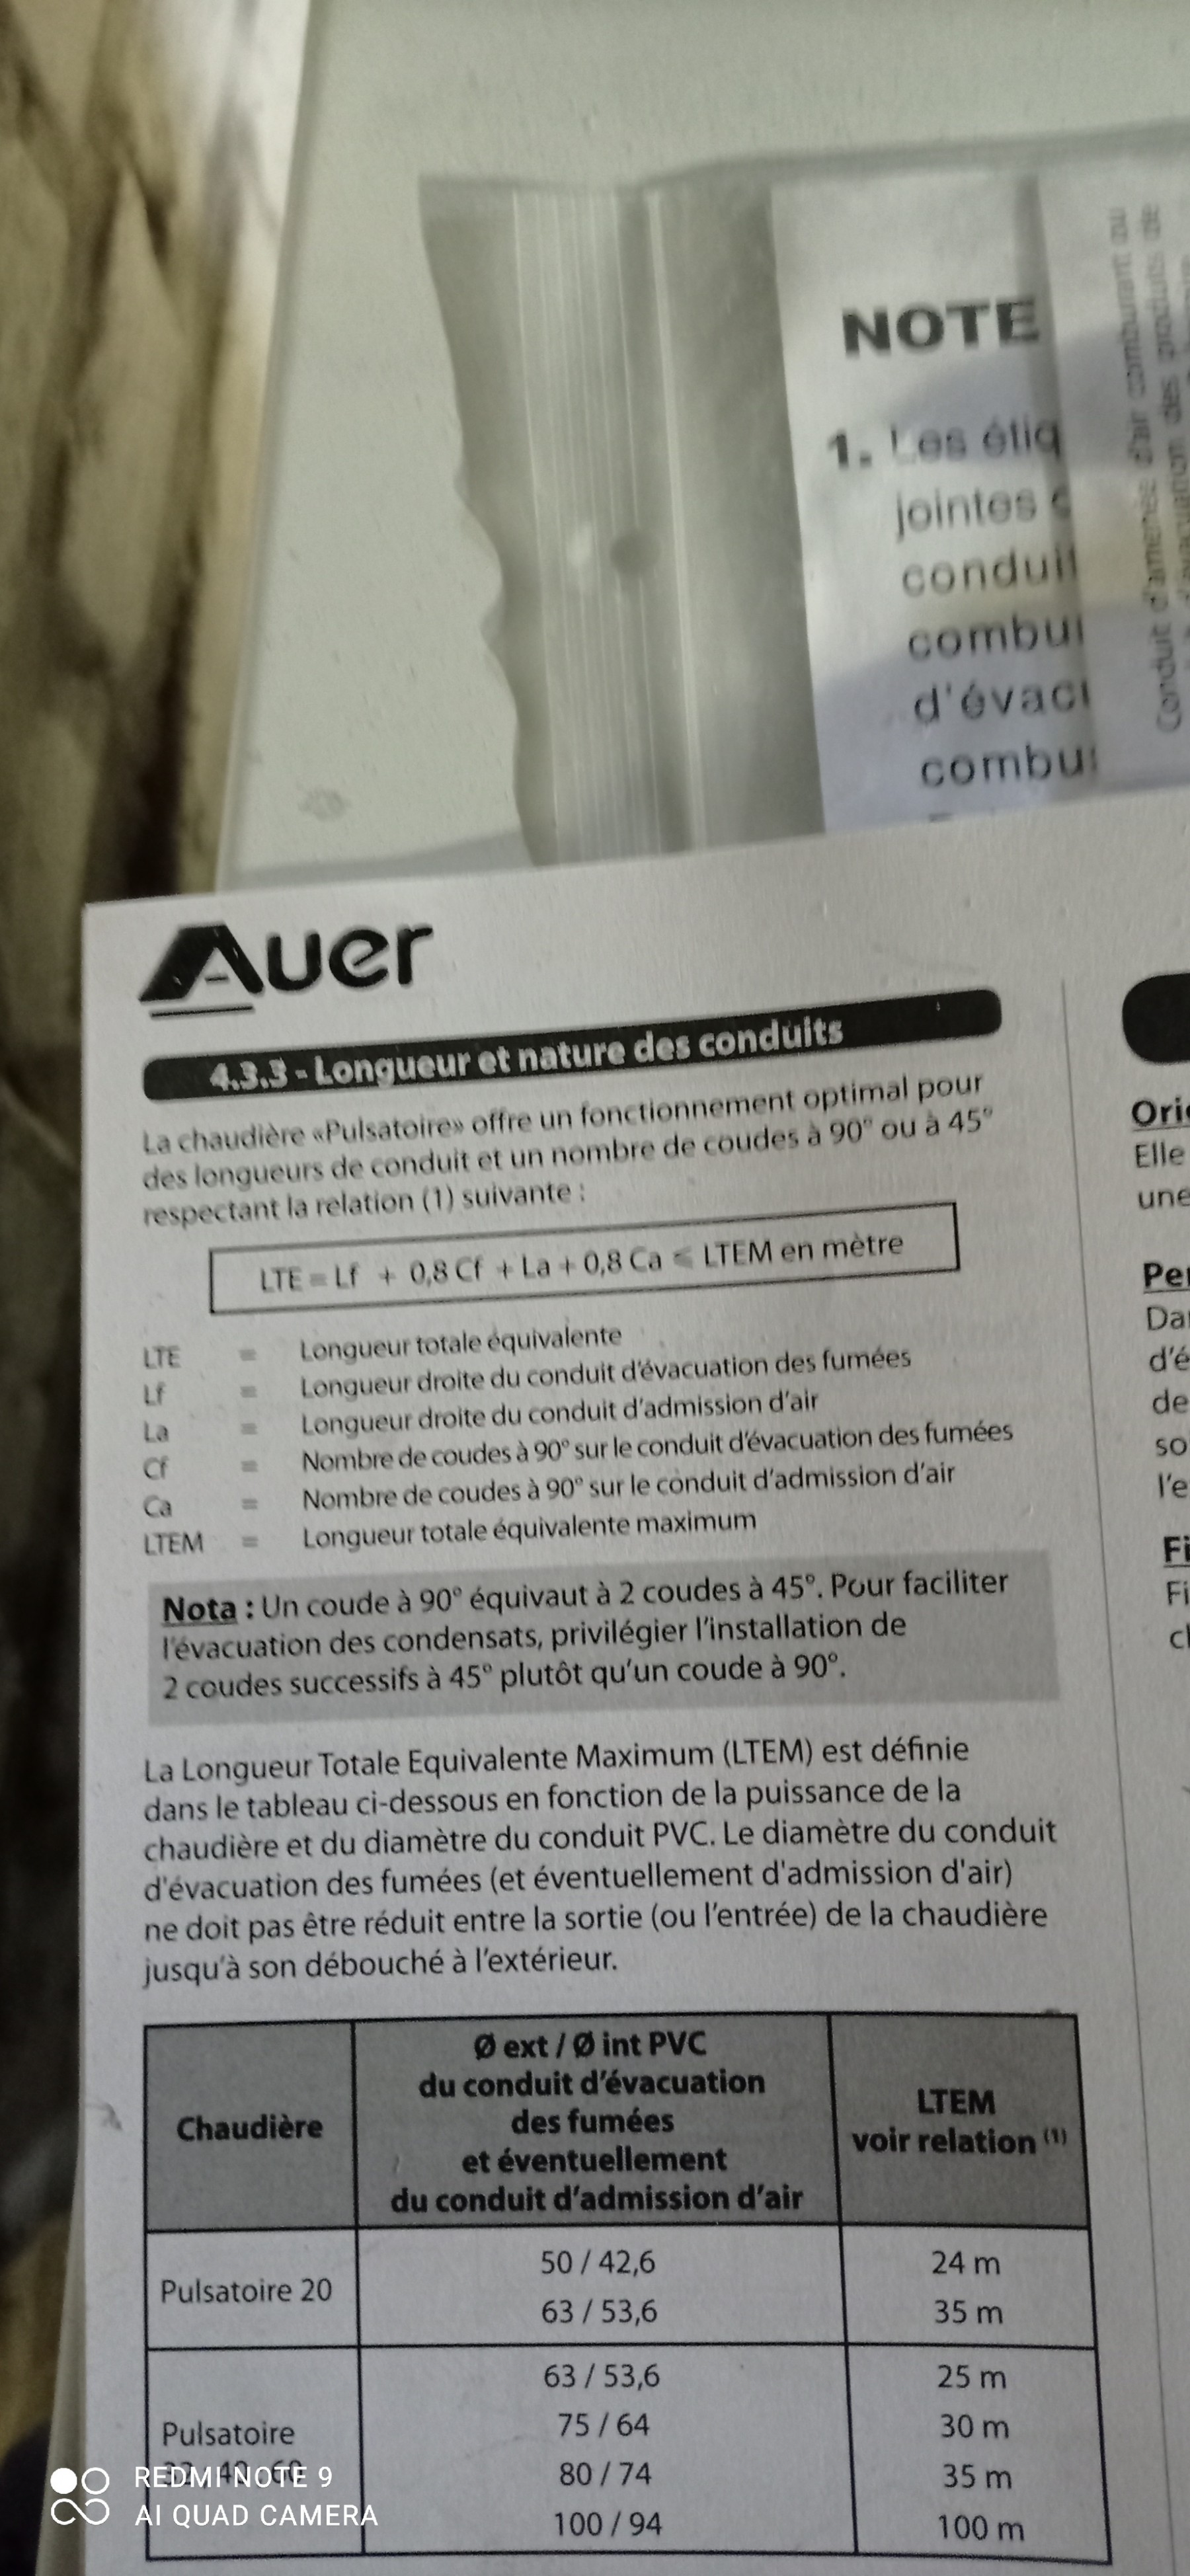 NOTE
1. Les étiq
jointes
conduit
combu
d'évac
combu
Conduit d'amenée d'air comburant ou
des produits de
Auer
4.3.3 - Longueur et nature des conduits
La chaudière «Pulsatoire» offre un fonctionnement optimal pour
des longueurs de conduit et un nombre de coudes à 90° ou à 45°
respectant la relation (1) suivante :
LTE = Lf + 0,8 Cf + La + 0,8 Ca ⩽ LTEM en mètre
LTE = Longueur totale équivalente
Lf = Longueur droite du conduit d'évacuation des fumées
La = Longueur droite du conduit d'admission d'air
Cf = Nombre de coudes à 90° sur le conduit d'évacuation des fumées
Ca = Nombre de coudes à 90° sur le conduit d'admission d'air
LTEM = Longueur totale équivalente maximum
Nota : Un coude à 90° équivaut à 2 coudes à 45°. Pour faciliter
l'évacuation des condensats, privilégier l'installation de
2 coudes successifs à 45° plutôt qu'un coude à 90°.
La Longueur Totale Equivalente Maximum (LTEM) est définie
dans le tableau ci-dessous en fonction de la puissance de la
chaudière et du diamètre du conduit PVC. Le diamètre du conduit
d'évacuation des fumées (et éventuellement d'admission d'air)
ne doit pas être réduit entre la sortie (ou l'entrée) de la chaudière
jusqu'à son débouché à l'extérieur.
Chaudière
Ø ext / Ø int PVC
du conduit d'évacuation
des fumées
et éventuellement
du conduit d'admission d'air
LTEM
voir relation (1)
Pulsatoire 20
50 / 42,6 24 m
63 / 53,6 35 m
Pulsatoire
63 / 53,6 25 m
75 / 64 30 m
80 / 74 35 m
100 / 94 100 m
Orig
Elle
une
Per
Dan
d'é
de
so
l'e
Fi
Fi
cl
REDMI NOTE 9
AI QUAD CAMERA